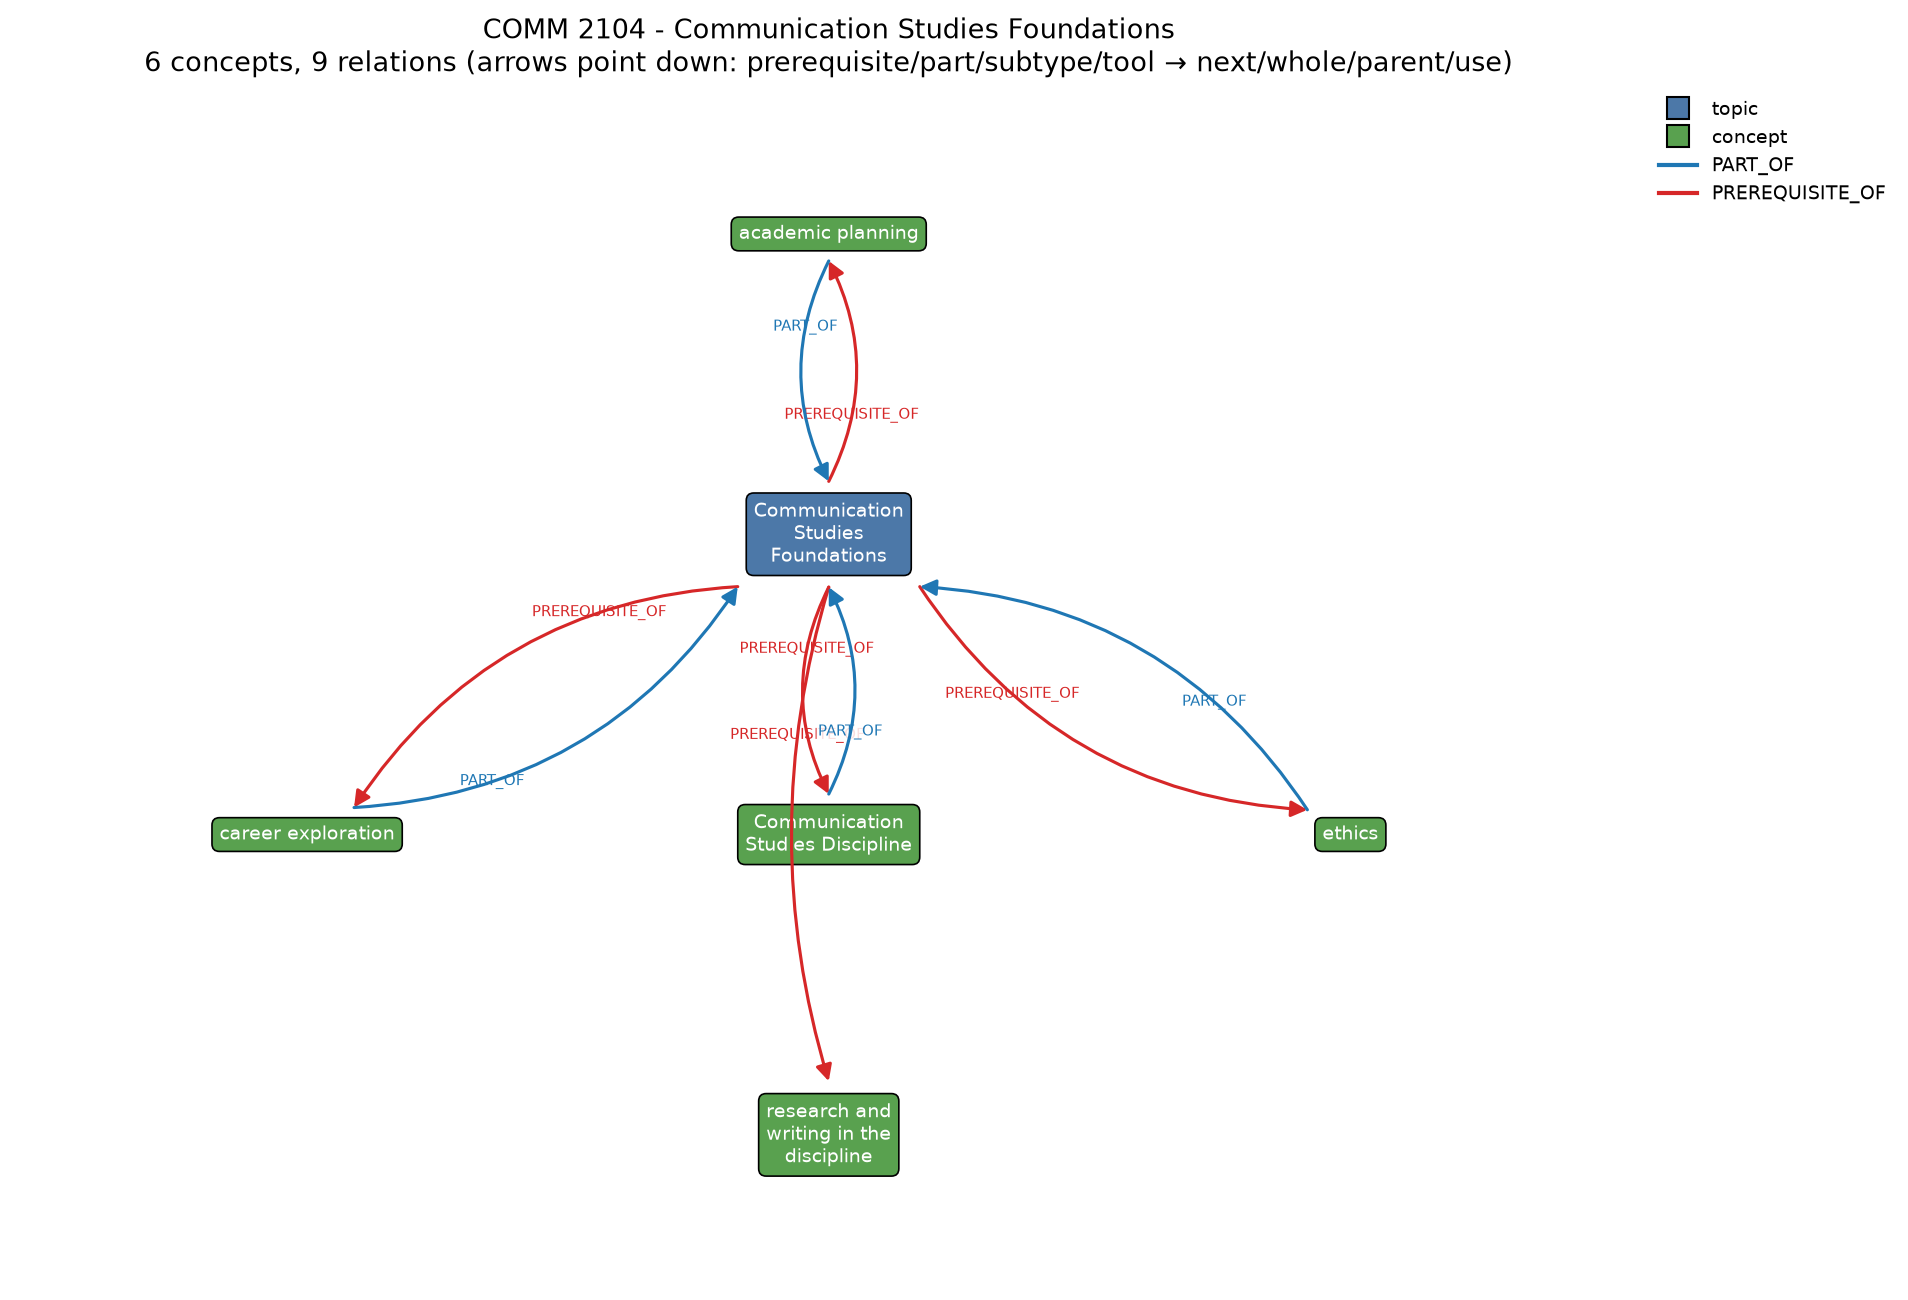 COMM 2104 - Communication Studies Foundations
6 concepts, 9 relations (arrows point down: prerequisite/part/subtype/tool → next/whole/parent/use)
topic
concept
PART_OF
PREREQUISITE_OF
academic planning
PART_OF
PREREQUISITE_OF
Communication
Studies
Foundations
PREREQUISITE_OF
PREREQUISITE_OF
PREREQUISITE_OF
PART_OF
PART_OF
PREREQUISITE_OF
PART_OF
career exploration
Communication
Studies Discipline
ethics
research and
writing in the
discipline